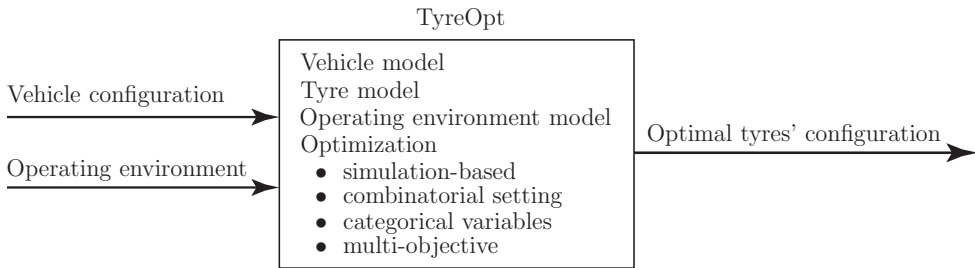 TyreOpt
Vehicle configuration
Operating environment
Vehicle model
Tyre model
Operating environment model
Optimization
• simulation-based
• combinatorial setting
• categorical variables
• multi-objective
Optimal tyres' configuration